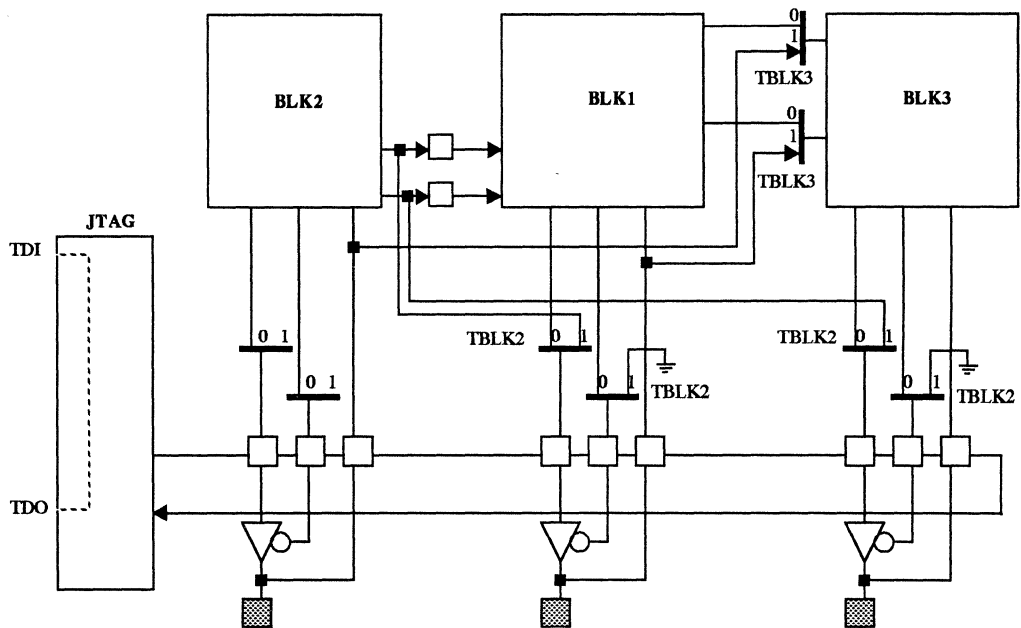 0
1
TBLK3
BLK2
BLK1
BLK3
0
1
TBLK3
JTAG
TDI
0 1
TBLK2
0 1
TBLK2
0 1
0 1
0 1
TBLK2
0 1
TBLK2
TDO